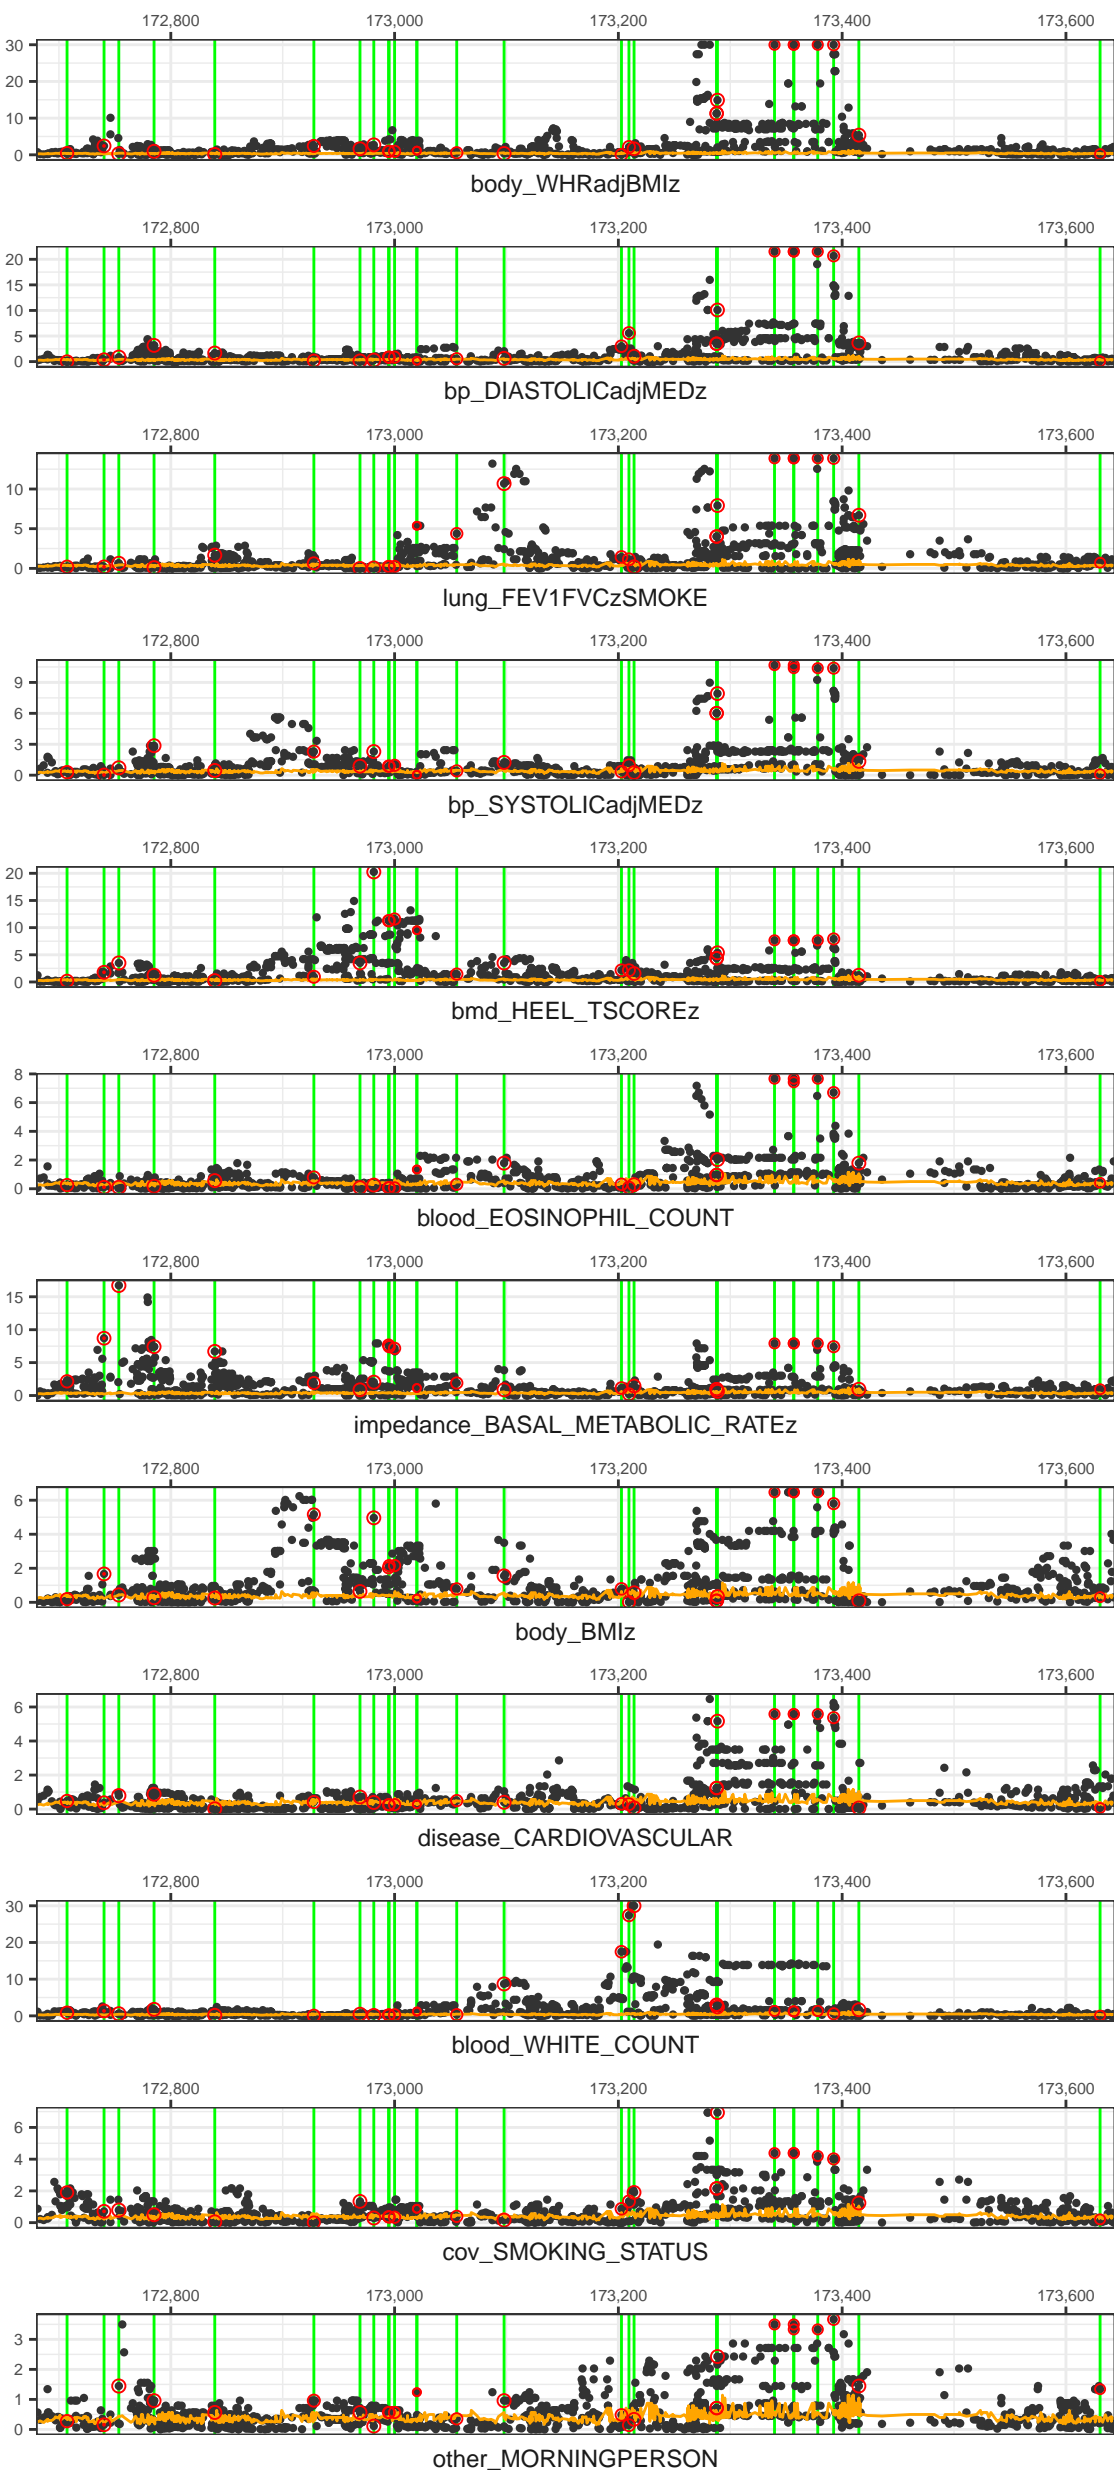 172,800 173,000 173,200 173,400 173,600
30
20
10
0
body_WHRadjBMIz
172,800 173,000 173,200 173,400 173,600
20
15
10
5
0
bp_DIASTOLICadjMEDz
172,800 173,000 173,200 173,400 173,600
10
5
0
lung_FEV1FVCzSMOKE
172,800 173,000 173,200 173,400 173,600
9
6
3
0
bp_SYSTOLICadjMEDz
172,800 173,000 173,200 173,400 173,600
20
15
10
5
0
bmd_HEEL_TSCOREz
172,800 173,000 173,200 173,400 173,600
8
6
4
2
0
blood_EOSINOPHIL_COUNT
172,800 173,000 173,200 173,400 173,600
15
10
5
0
impedance_BASAL_METABOLIC_RATEz
172,800 173,000 173,200 173,400 173,600
6
4
2
0
body_BMIz
172,800 173,000 173,200 173,400 173,600
6
4
2
0
disease_CARDIOVASCULAR
172,800 173,000 173,200 173,400 173,600
30
20
10
0
blood_WHITE_COUNT
172,800 173,000 173,200 173,400 173,600
6
4
2
0
cov_SMOKING_STATUS
172,800 173,000 173,200 173,400 173,600
3
2
1
0
other_MORNINGPERSON